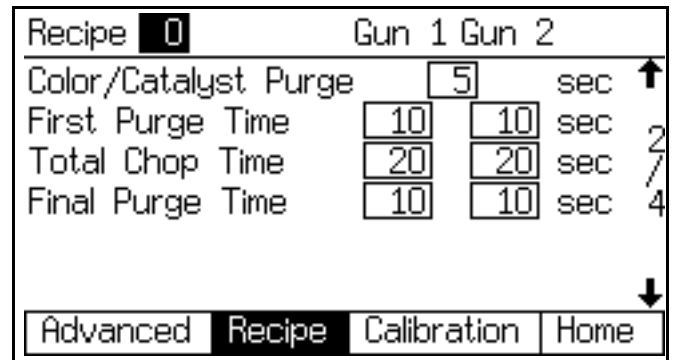 Recipe 0 Gun 1 Gun 2
Color/Catalyst Purge 5 sec
First Purge Time 10 10 sec
Total Chop Time 20 20 sec
Final Purge Time 10 10 sec
2/4
Advanced Recipe Calibration Home